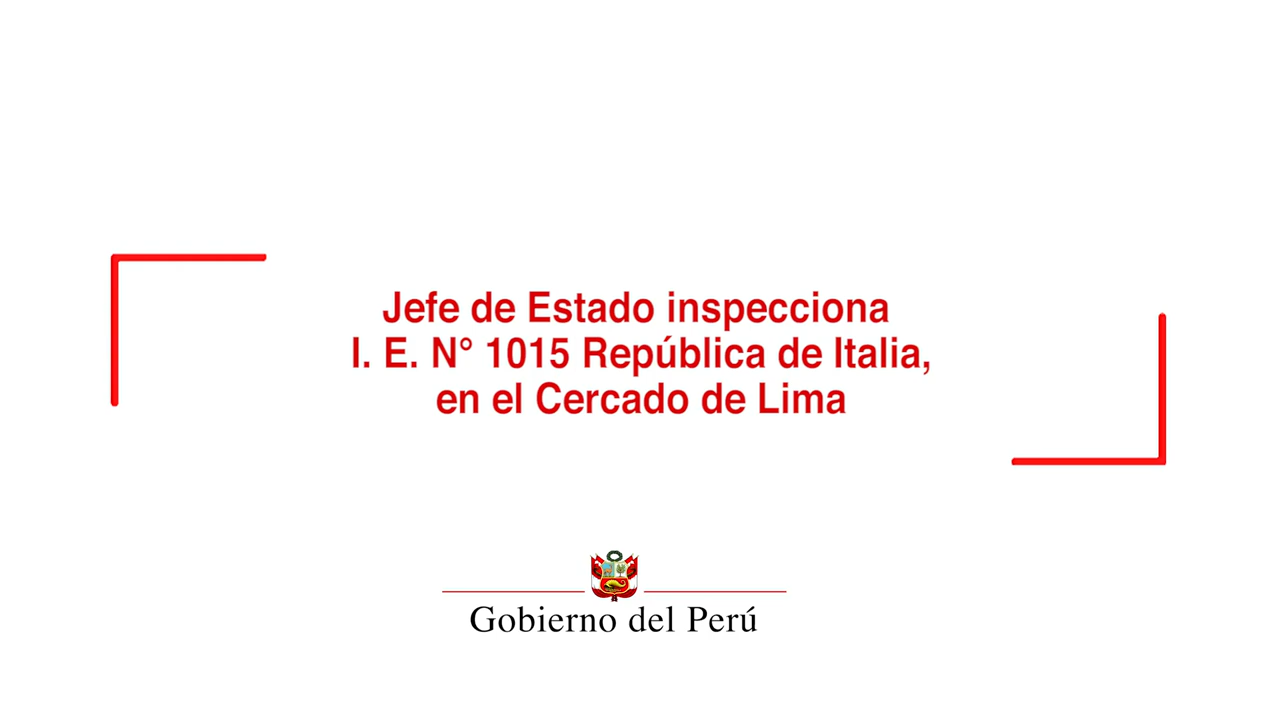 Jefe de Estado inspecciona
I. E. N° 1015 República de Italia,
en el Cercado de Lima
Gobierno del Perú